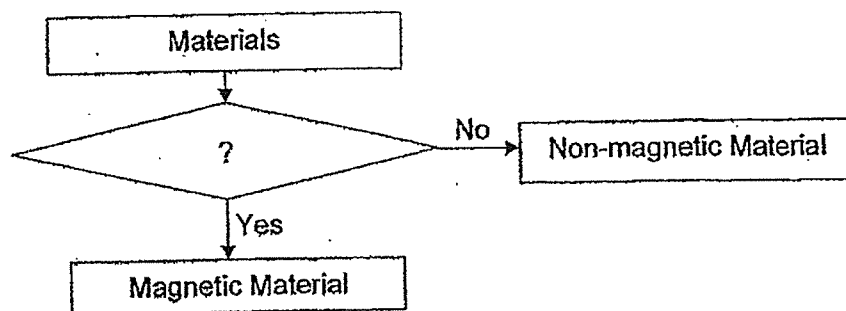 Materials
?
No
Non-magnetic Material
Yes
Magnetic Material